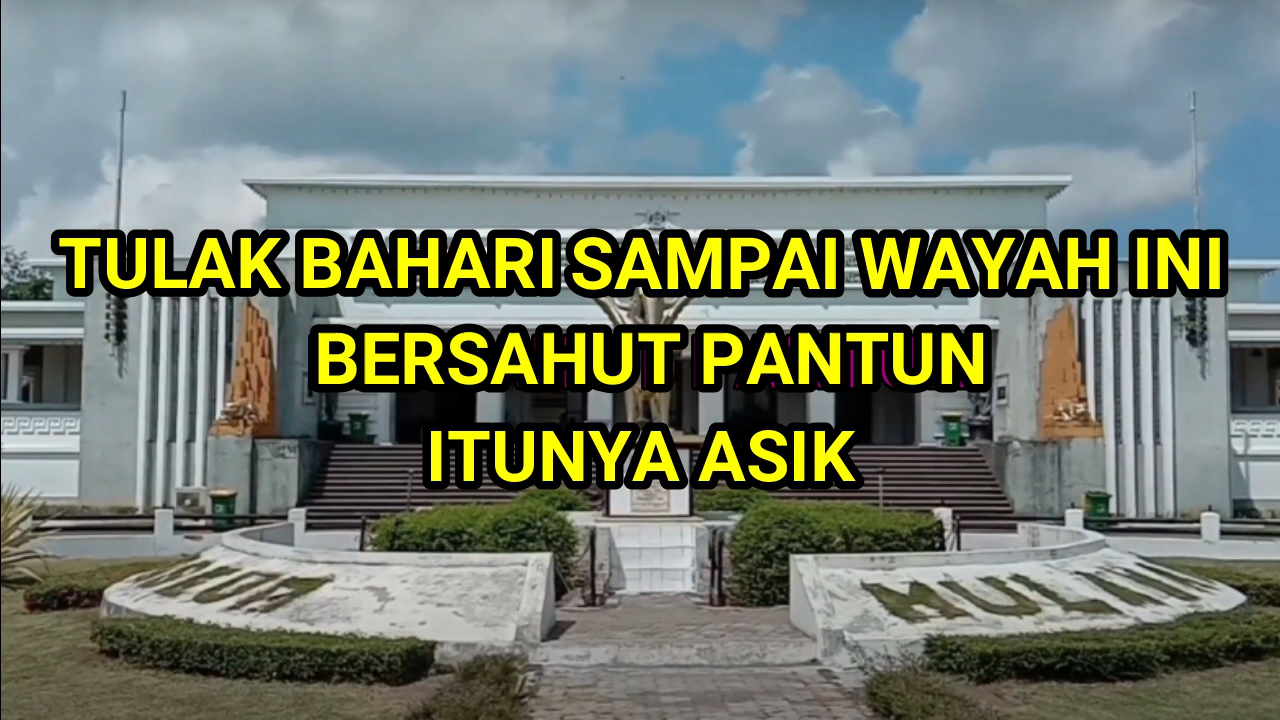 TULAK BAHARI SAMPAI WAYAH INI
BERSAHUT PANTUN
ITUNYA ASIK